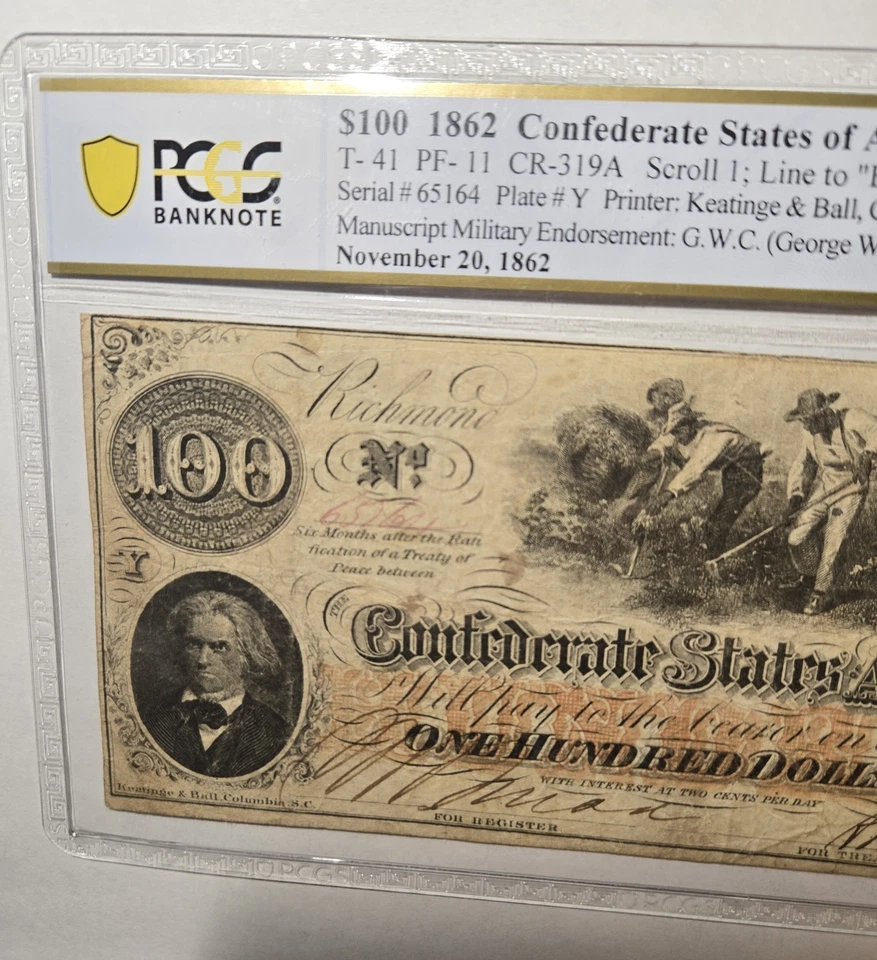 PCGS
BANKNOTE
$100 1862 Confederate States of A
T- 41 PF- 11 CR-319A Scroll 1; Line to "E
Serial # 65164 Plate # Y Printer: Keatinge & Ball, C
Manuscript Military Endorsement: G.W.C. (George W
November 20, 1862
Richmond
100
No.
65164
Six Months after the Rati
fication of a Treaty of
Peace between
Y
THE
Confederate States A
Will pay to the bearer on
ONE HUNDRED DOLL
WITH INTEREST AT TWO CENTS PER DAY
Keatinge & Ball, Columbia, S.C.
FOR REGISTER
FOR THE
PCGS